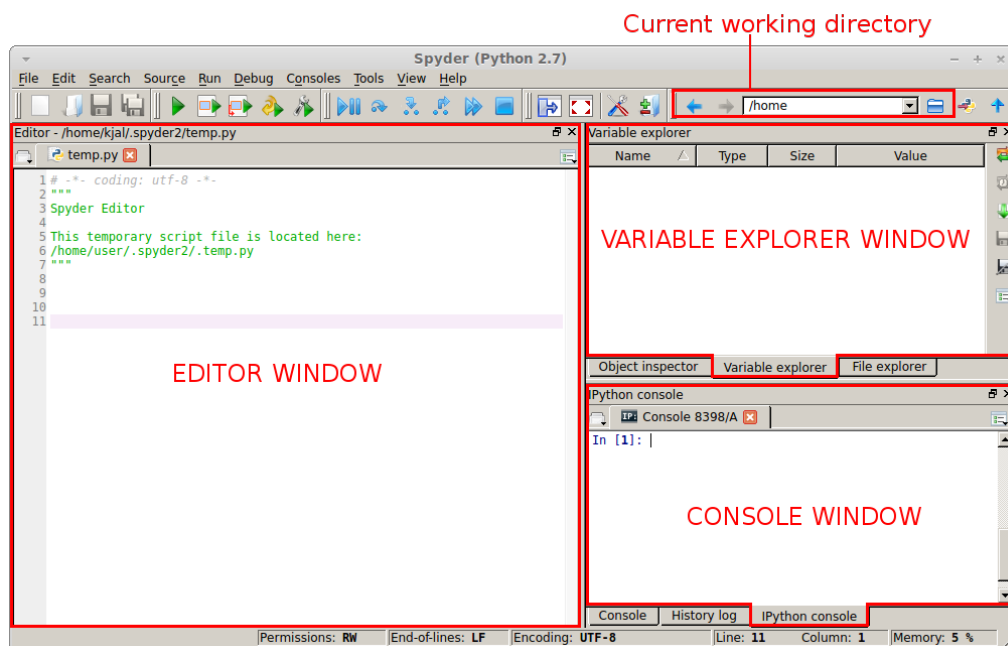 Current working directory
Spyder (Python 2.7)
File Edit Search Source Run Debug Consoles Tools View Help
/home
Editor - /home/kjal/.spyder2/temp.py
temp.py
1 # -*- coding: utf-8 -*-
2 """
3 Spyder Editor
4
5 This temporary script file is located here:
6 /home/user/.spyder2/.temp.py
7 """
8
9
10
11
EDITOR WINDOW
Variable explorer
Name Type Size Value
VARIABLE EXPLORER WINDOW
Object inspector Variable explorer File explorer
IPython console
IP: Console 8398/A
In [1]:
CONSOLE WINDOW
Console History log IPython console
Permissions: RW End-of-lines: LF Encoding: UTF-8 Line: 11 Column: 1 Memory: 5 %